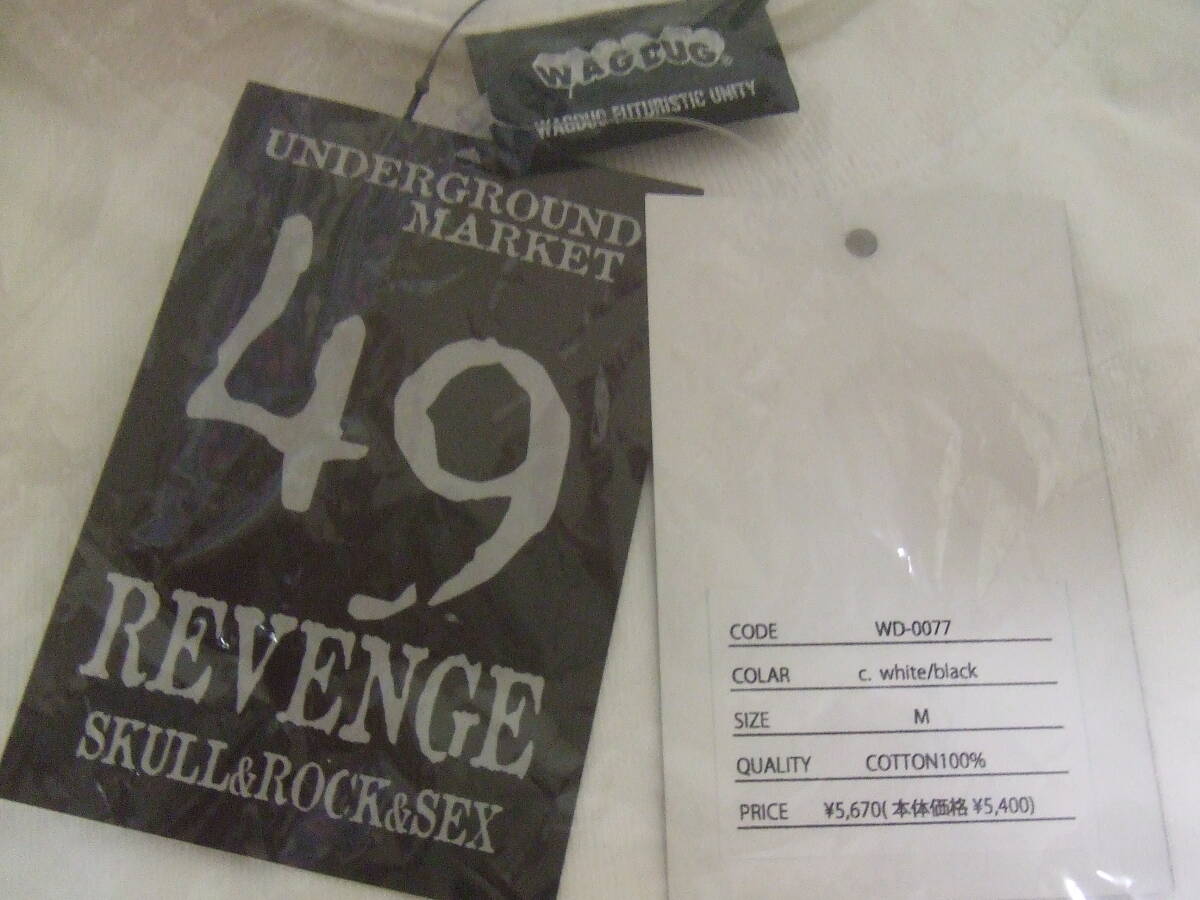 WAGDUG®
WAGDUG FUTURISTIC UNITY
UNDERGROUND
MARKET
49
REVENGE
SKULL&ROCK&SEX
CODE WD-0077
COLAR c. white/black
SIZE M
QUALITY COTTON100%
PRICE ¥5,670( 本体価格 ¥5,400)